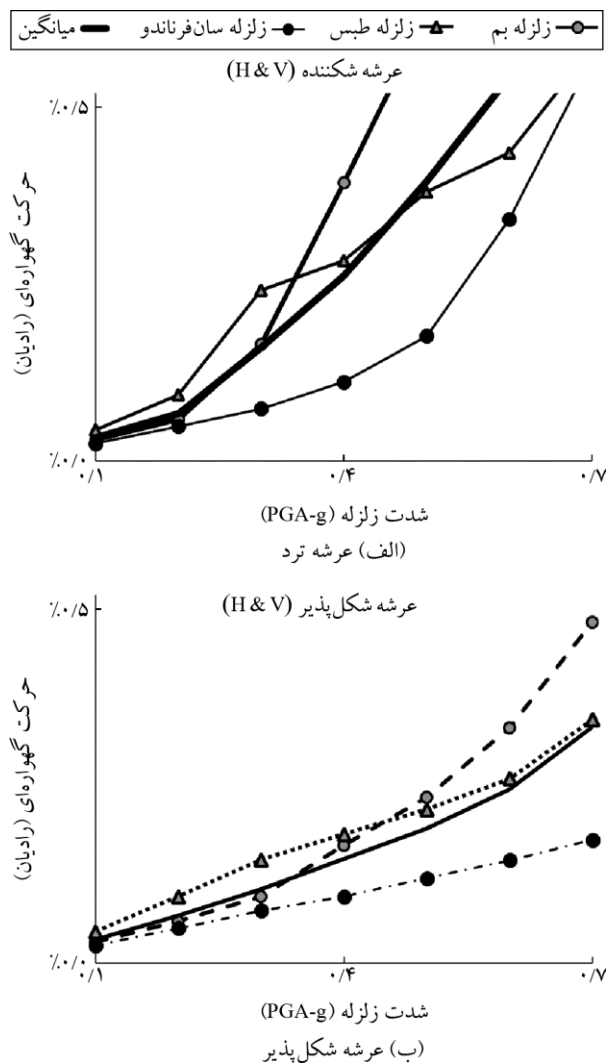 زلزله بم زلزله طبس زلزله سان‌فرناندو میانگین
عرشه شکننده (H & V)
٪۰/۵
حرکت گهواره‌ای (رادیان)
٪۰/۰
۰/۱ ۰/۴ ۰/۷
شدت زلزله (PGA-g)
(الف) عرشه ترد
عرشه شکل‌پذیر (H & V)
٪۰/۵
حرکت گهواره‌ای (رادیان)
٪۰/۰
۰/۱ ۰/۴ ۰/۷
شدت زلزله (PGA-g)
(ب) عرشه شکل‌پذیر